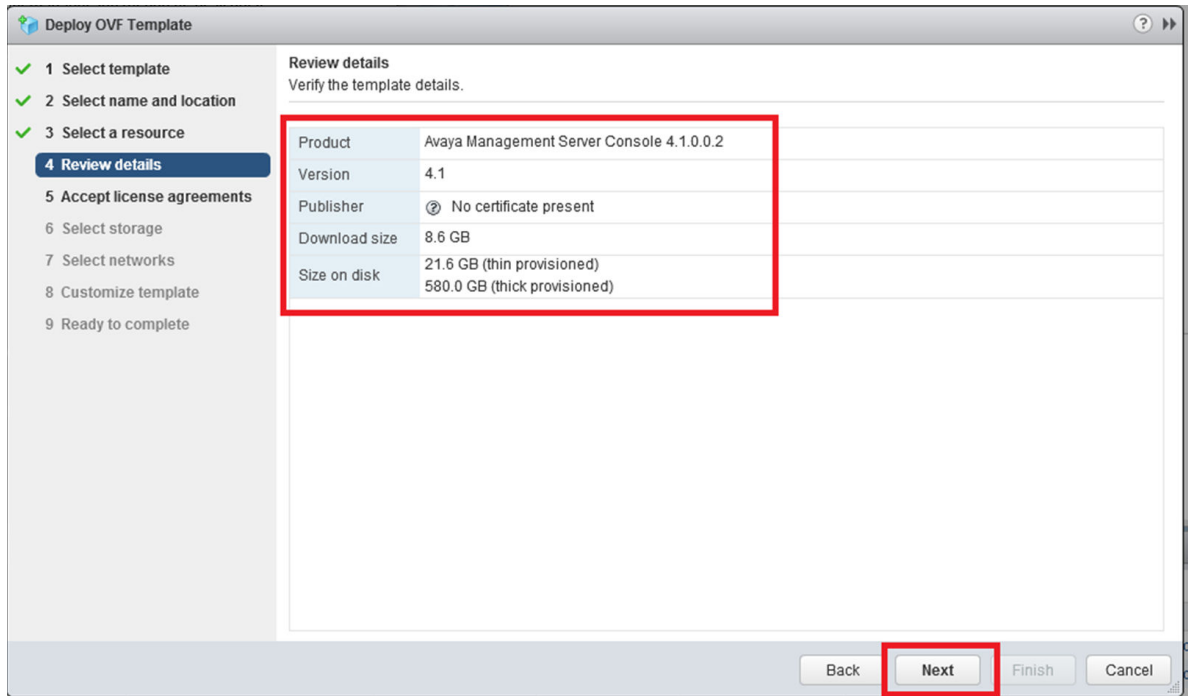 Deploy OVF Template
1 Select template
2 Select name and location
3 Select a resource
4 Review details
5 Accept license agreements
6 Select storage
7 Select networks
8 Customize template
9 Ready to complete
Review details
Verify the template details.
Product Avaya Management Server Console 4.1.0.0.2
Version 4.1
Publisher ? No certificate present
Download size 8.6 GB
Size on disk 21.6 GB (thin provisioned)
580.0 GB (thick provisioned)
Back Next Finish Cancel